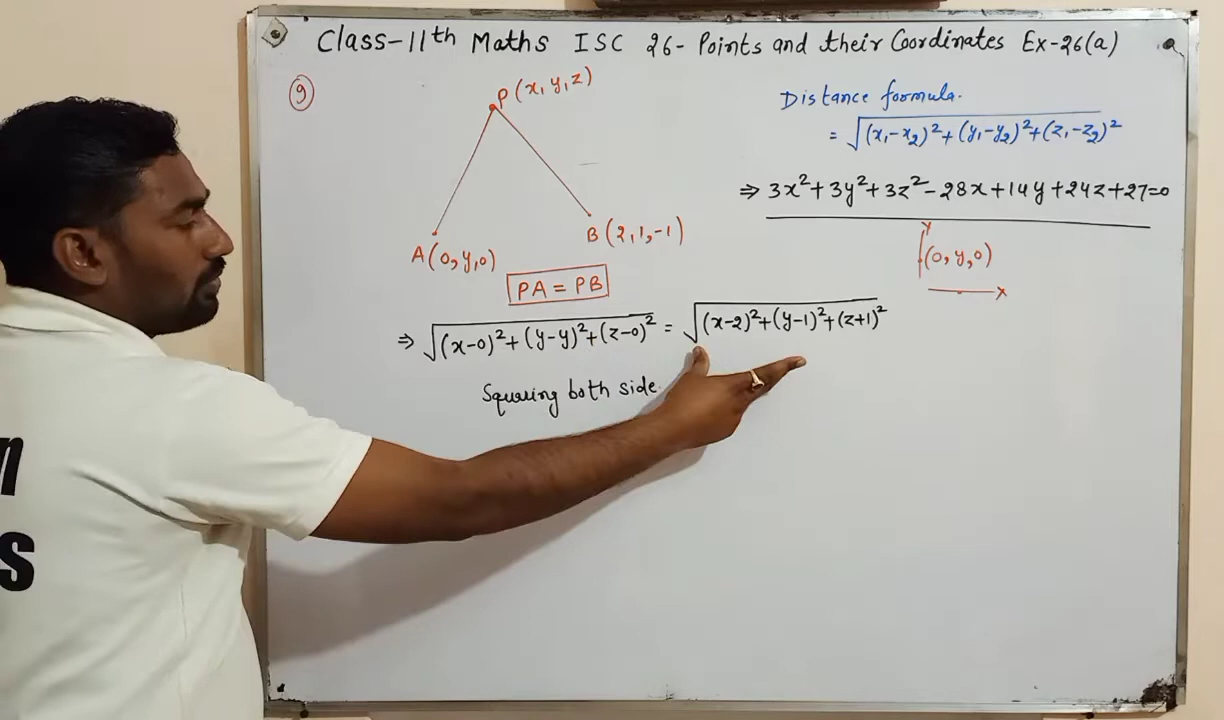 Class-11th Maths ISC 26- Points and their Coordinates Ex-26(a)
9
P(x, y, z)
A(0, y, 0)
B(2, 1, -1)
PA = PB
Distance formula.
= √(x₁-x₂)²+(y₁-y₂)²+(z₁-z₂)²
⇒ 3x²+3y²+3z²-28x+14y+24z+27=0
Y
(0, y, 0)
X
⇒ √(x-0)²+(y-y)²+(z-0)² = √(x-2)²+(y-1)²+(z+1)²
Squaring both side.
n
s